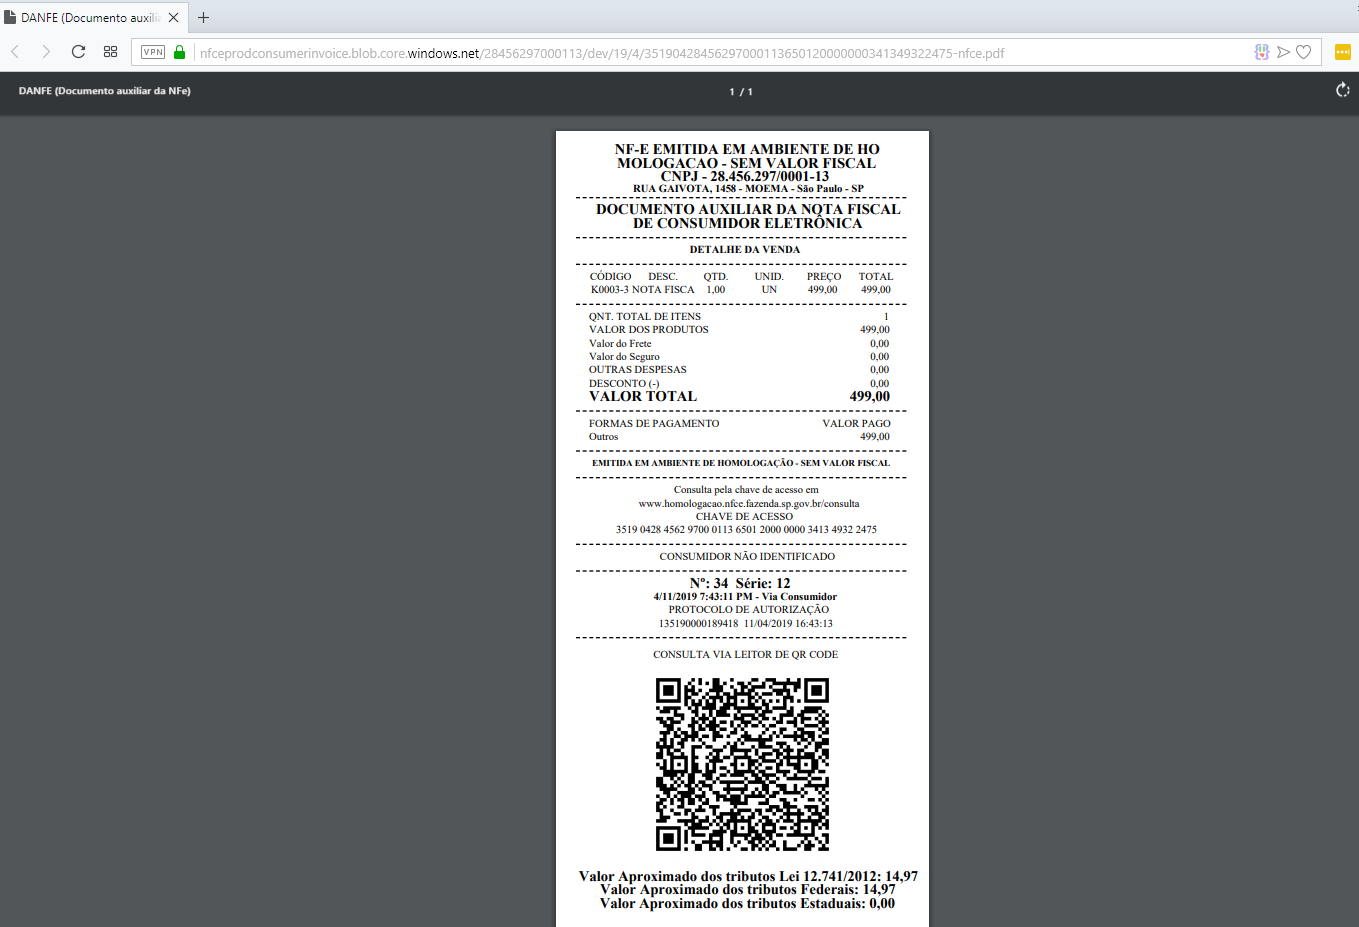 DANFE (Documento auxilia
VPN
nfceprodconsumerinvoice.blob.core.windows.net/28456297000113/dev/19/4/35190428456297000113650120000000341349322475-nfce.pdf
DANFE (Documento auxiliar da NFe)
1 / 1
NF-E EMITIDA EM AMBIENTE DE HO
MOLOGACAO - SEM VALOR FISCAL
CNPJ - 28.456.297/0001-13
RUA GAIVOTA, 1458 - MOEMA - São Paulo - SP
DOCUMENTO AUXILIAR DA NOTA FISCAL
DE CONSUMIDOR ELETRÔNICA
DETALHE DA VENDA
CÓDIGO DESC. QTD. UNID. PREÇO TOTAL
K0003-3 NOTA FISCA 1,00 UN 499,00 499,00
QNT. TOTAL DE ITENS 1
VALOR DOS PRODUTOS 499,00
Valor do Frete 0,00
Valor do Seguro 0,00
OUTRAS DESPESAS 0,00
DESCONTO (-) 0,00
VALOR TOTAL 499,00
FORMAS DE PAGAMENTO VALOR PAGO
Outros 499,00
EMITIDA EM AMBIENTE DE HOMOLOGAÇÃO - SEM VALOR FISCAL
Consulta pela chave de acesso em
www.homologacao.nfce.fazenda.sp.gov.br/consulta
CHAVE DE ACESSO
3519 0428 4562 9700 0113 6501 2000 0000 3413 4932 2475
CONSUMIDOR NÃO IDENTIFICADO
Nº: 34 Série: 12
4/11/2019 7:43:11 PM - Via Consumidor
PROTOCOLO DE AUTORIZAÇÃO
135190000189418 11/04/2019 16:43:13
CONSULTA VIA LEITOR DE QR CODE
Valor Aproximado dos tributos Lei 12.741/2012: 14,97
Valor Aproximado dos tributos Federais: 14,97
Valor Aproximado dos tributos Estaduais: 0,00